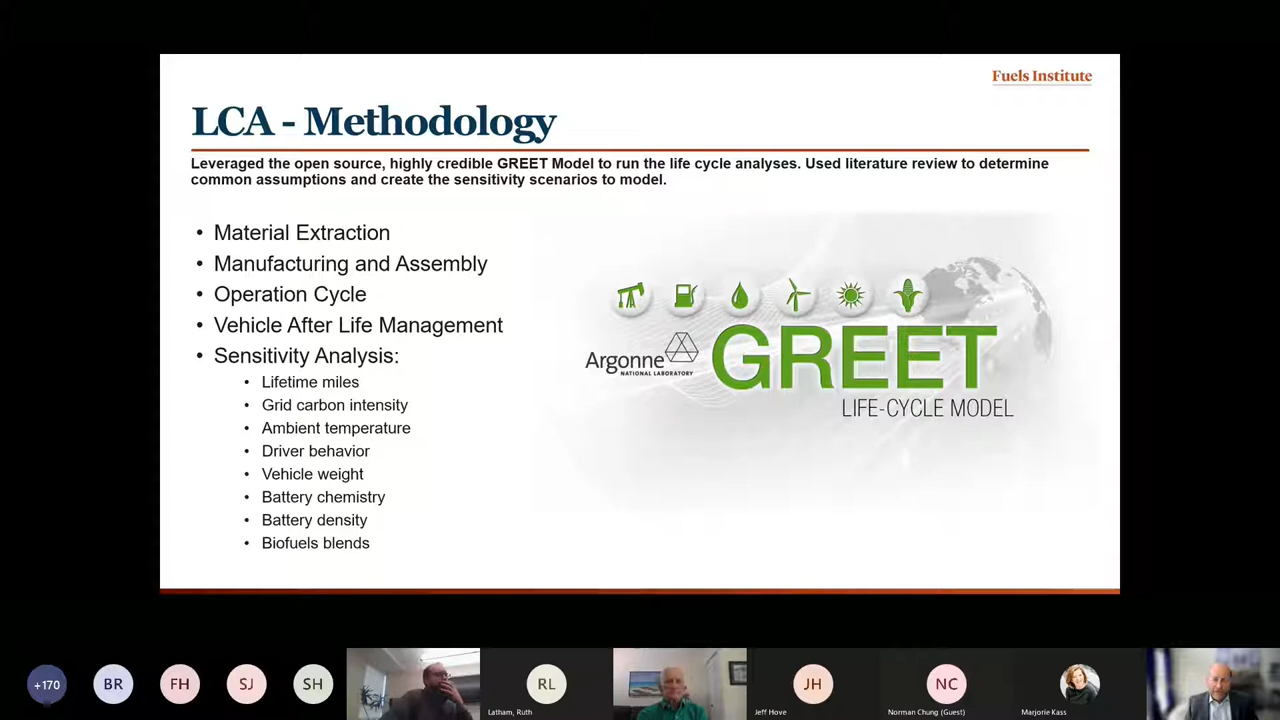 Fuels Institute
LCA - Methodology
Leveraged the open source, highly credible GREET Model to run the life cycle analyses. Used literature review to determine
common assumptions and create the sensitivity scenarios to model.
• Material Extraction
• Manufacturing and Assembly
• Operation Cycle
• Vehicle After Life Management
• Sensitivity Analysis:
• Lifetime miles
• Grid carbon intensity
• Ambient temperature
• Driver behavior
• Vehicle weight
• Battery chemistry
• Battery density
• Biofuels blends
Argonne
NATIONAL LABORATORY
GREET
LIFE-CYCLE MODEL
+170
BR
FH
SJ
SH
RL
JH
NC
Latham, Ruth
Jeff Hove
Norman Chung (Guest)
Marjorie Kass